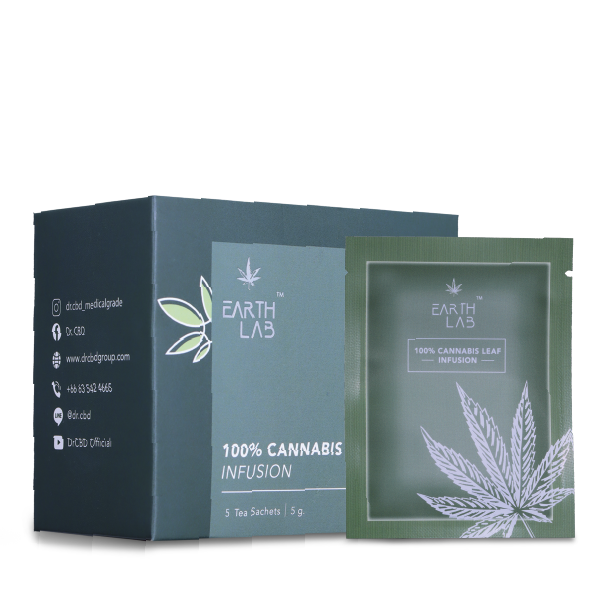 dr.cbd_medicalgrade
Dr. CBD
www.drcbdgroup.com
+66 63 542 4665
LINE
@dr.cbd
DrCBD Official
EARTH
LAB
TM
100% CANNABIS
INFUSION
5 Tea Sachets | 5 g.
EARTH
LAB
TM
100% CANNABIS LEAF
INFUSION